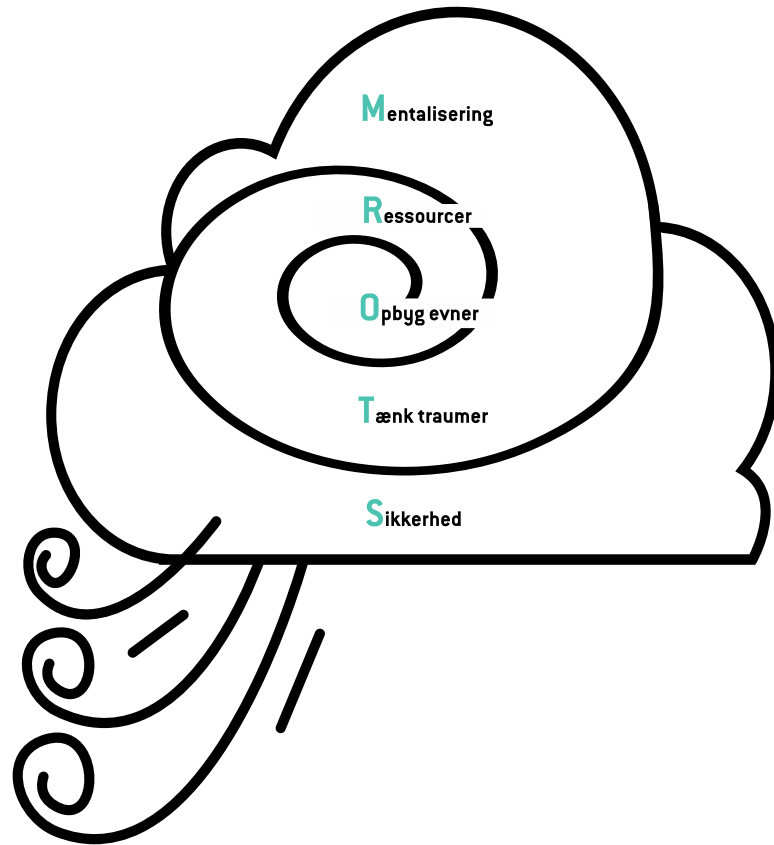 Mentalisering
Ressourcer
Opbyg evner
Tænk traumer
Sikkerhed